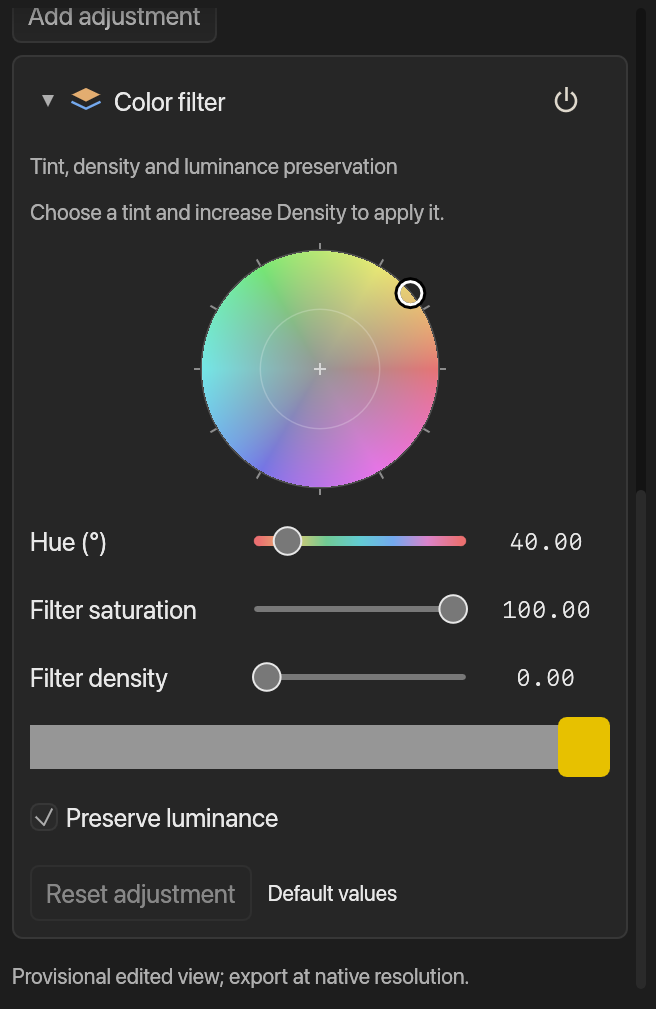 Add adjustment
Color filter
Tint, density and luminance preservation
Choose a tint and increase Density to apply it.
Hue (°) 40.00
Filter saturation 100.00
Filter density 0.00
Preserve luminance
Reset adjustment Default values
Provisional edited view; export at native resolution.